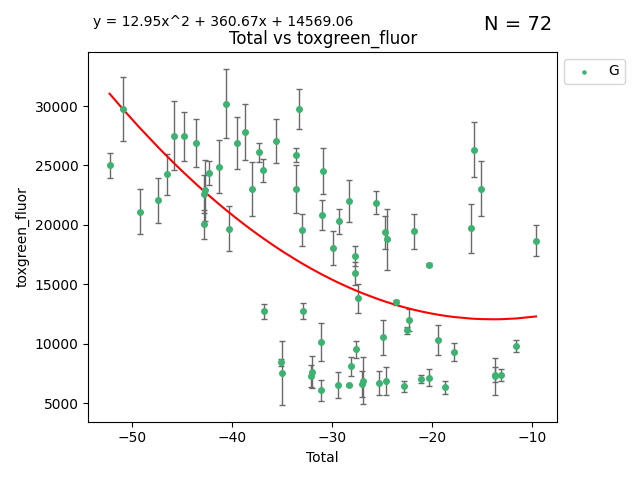 y = 12.95x^2 + 360.67x + 14569.06
N = 72
Total vs toxgreen_fluor
G
30000
25000
20000
15000
10000
5000
toxgreen_fluor
−50 −40 −30 −20 −10
Total